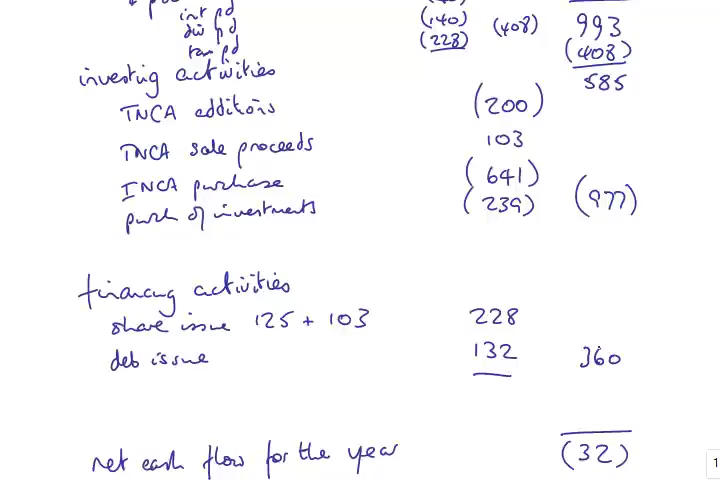 int pd (140) (408) 993
div pd (228) (408)
tax pd
investing activities 585
TNCA additions (200)
TNCA sale proceeds 103
INCA purchase (641)
purch of investments (239) (977)
financing activities
share issue 125 + 103 228
deb issue 132 360
net cash flow for the year (32)
1